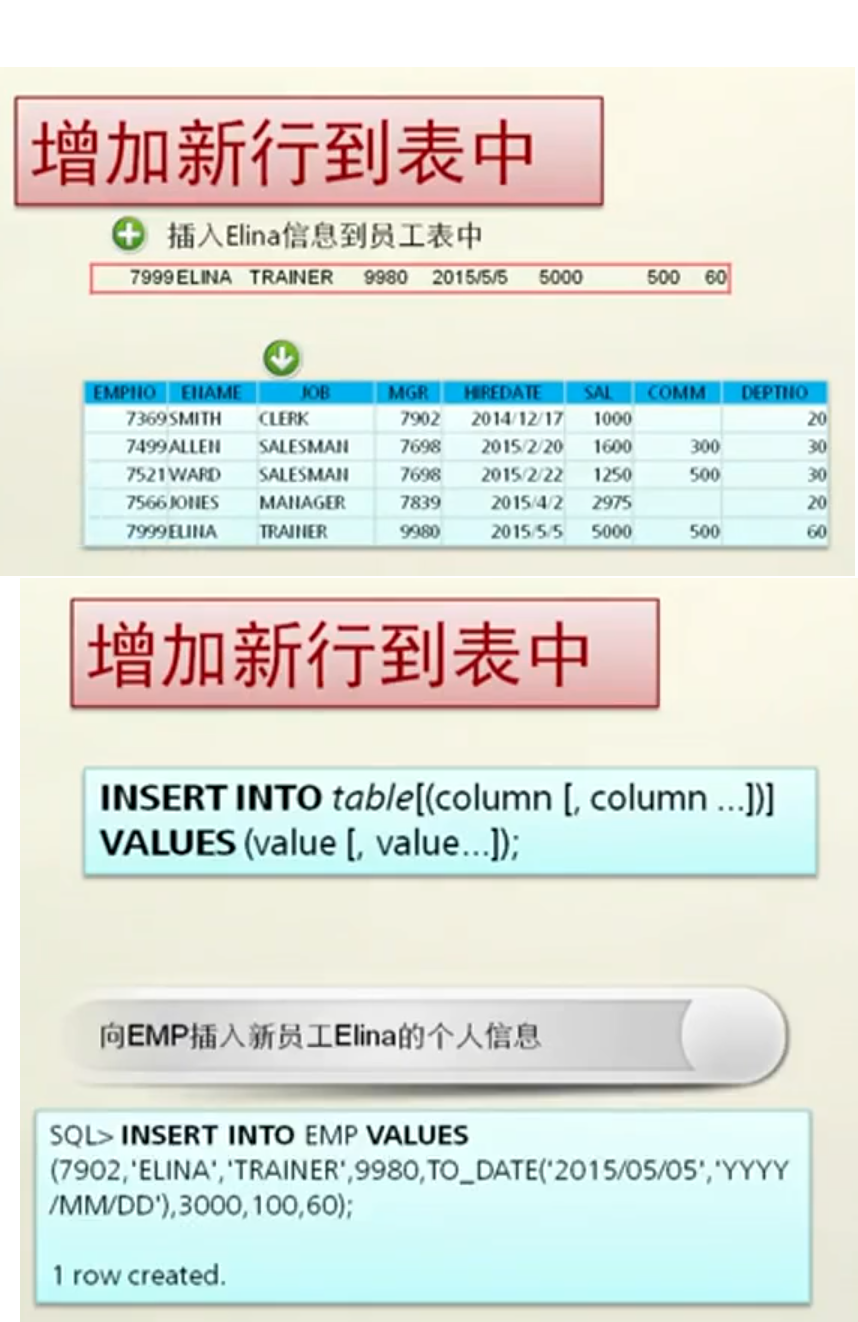 增加新行到表中
插入Elina信息到员工表中
7999 ELINA TRAINER 9980 2015/5/5 5000 500 60
EMPNO ENAME JOB MGR HIREDATE SAL COMM DEPTNO
7369 SMITH CLERK 7902 2014/12/17 1000 20
7499 ALLEN SALESMAN 7698 2015/2/20 1600 300 30
7521 WARD SALESMAN 7698 2015/2/22 1250 500 30
7566 JONES MANAGER 7839 2015/4/2 2975 20
7999 ELINA TRAINER 9980 2015/5/5 5000 500 60
增加新行到表中
INSERT INTO table[(column [, column ...])]
VALUES (value [, value...]);
向EMP插入新员工Elina的个人信息
SQL> INSERT INTO EMP VALUES
(7902,'ELINA','TRAINER',9980,TO_DATE('2015/05/05','YYYY
/MM/DD'),3000,100,60);
1 row created.